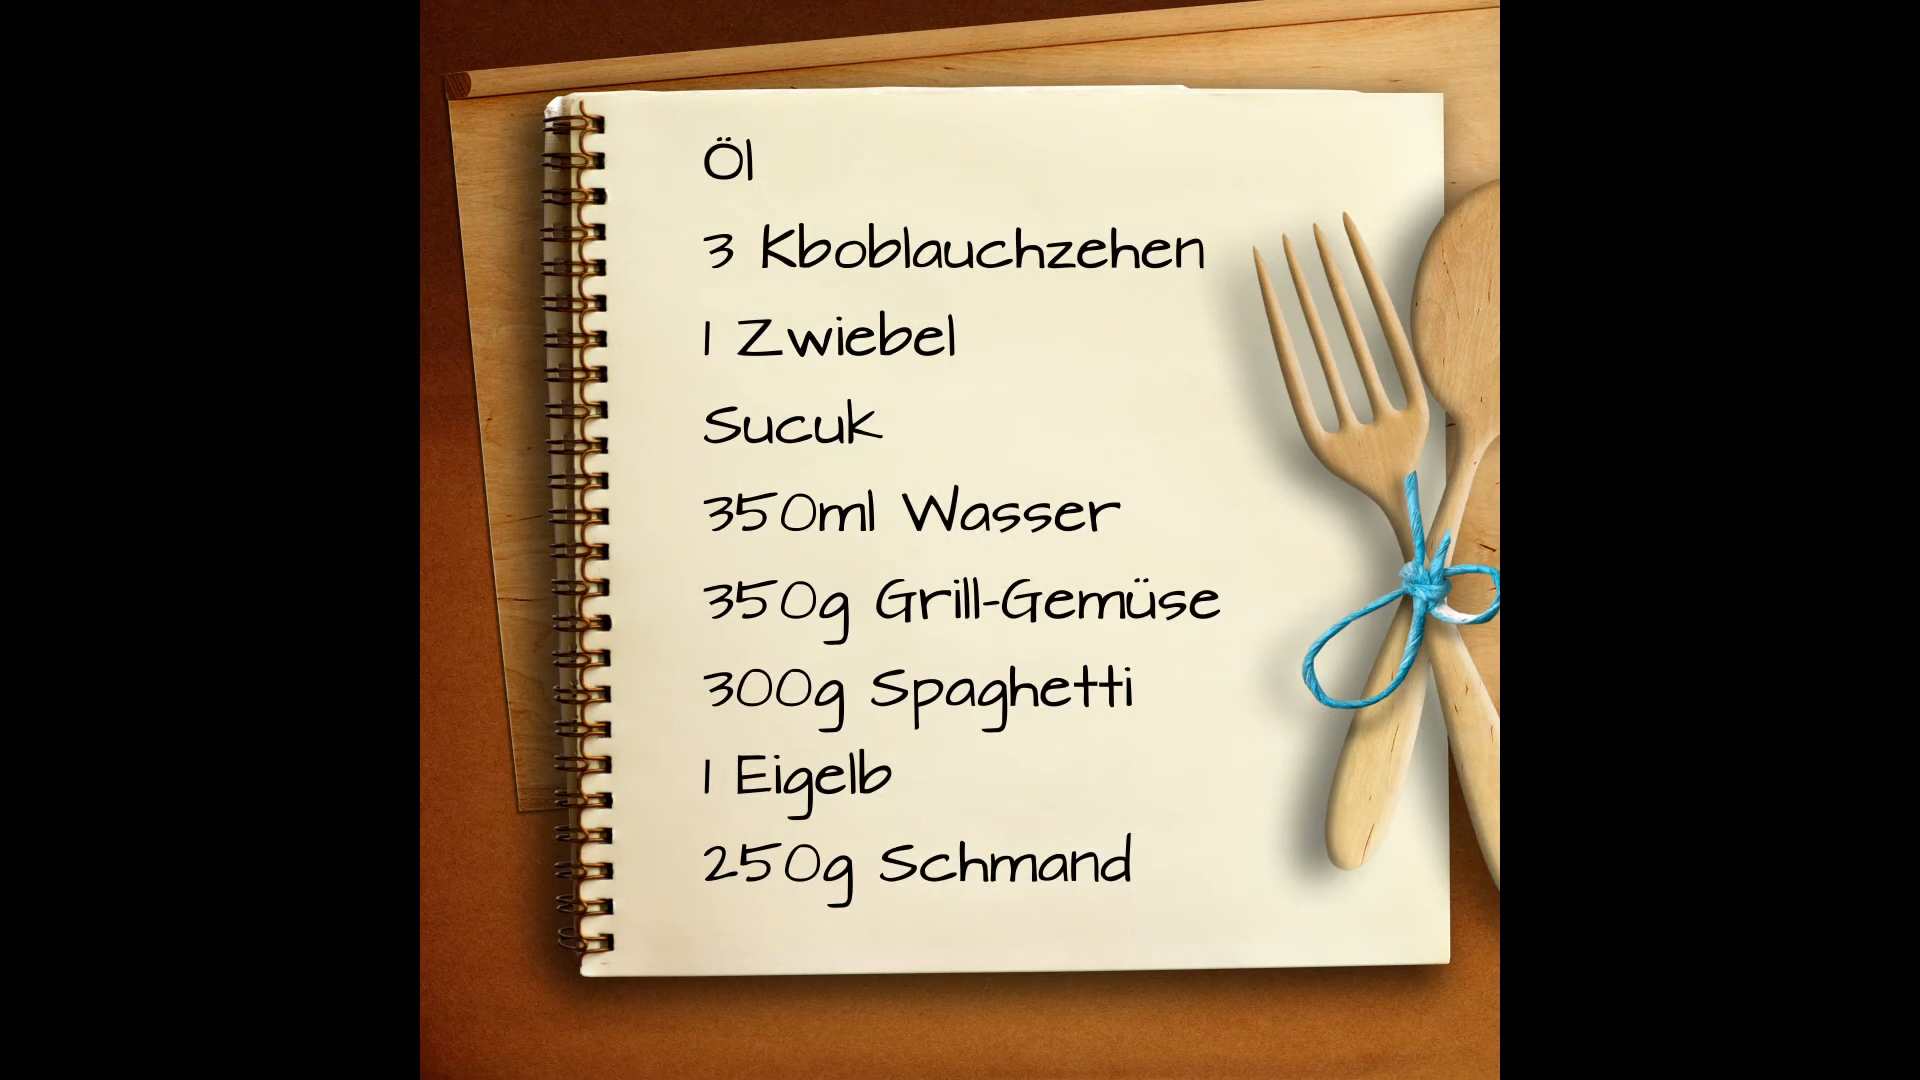 Öl
3 Kboblauchzehen
1 Zwiebel
Sucuk
350ml Wasser
350g Grill-Gemüse
300g Spaghetti
1 Eigelb
250g Schmand